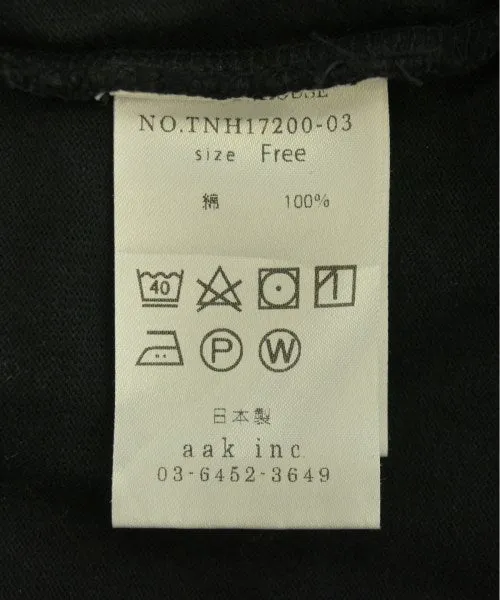 NO.TNH17200-03
size Free
綿 100%
40
P W
日本製
aak inc.
03-6452-3649